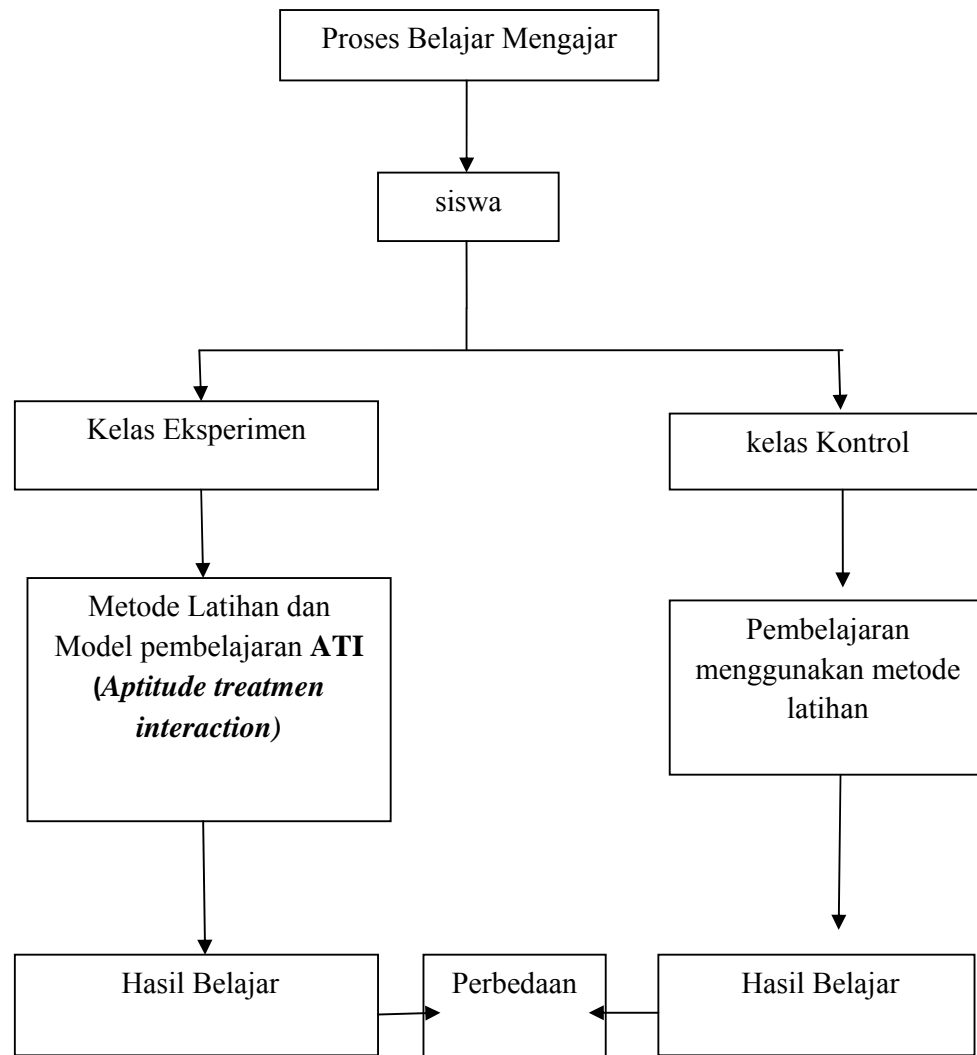 Proses Belajar Mengajar
siswa
Kelas Eksperimen
kelas Kontrol
Metode Latihan dan
Model pembelajaran ATI
(Aptitude treatmen
interaction)
Pembelajaran
menggunakan metode
latihan
Hasil Belajar
Perbedaan
Hasil Belajar